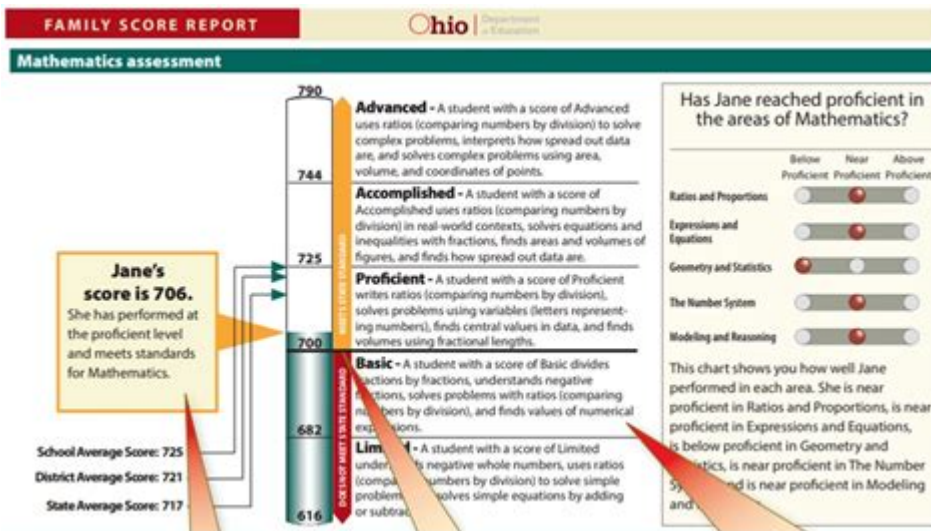 FAMILY SCORE REPORT
Ohio | Department
of Education
Mathematics assessment
790
744
725
700
682
616
Jane's
score is 706.
She has performed at
the proficient level
and meets standards
for Mathematics.
School Average Score: 725
District Average Score: 721
State Average Score: 717
MEETS STATE STANDARD
DOES NOT MEET STATE STANDARD
Advanced - A student with a score of Advanced
uses ratios (comparing numbers by division) to solve
complex problems, interprets how spread out data
are, and solves complex problems using area,
volume, and coordinates of points.
Accomplished - A student with a score of
Accomplished uses ratios (comparing numbers by
division) in real-world contexts, solves equations and
inequalities with fractions, finds areas and volumes of
figures, and finds how spread out data are.
Proficient - A student with a score of Proficient
writes ratios (comparing numbers by division),
solves problems using variables (letters represent-
ing numbers), finds central values in data, and finds
volumes using fractional lengths.
Basic - A student with a score of Basic divides
fractions by fractions, understands negative
solves problems with ratios (comparing
by division), and finds values of numerical
A student with a score of Limited
negative whole numbers, uses ratios
numbers by division) to solve simple
solves simple equations by adding
or
Has Jane reached proficient in
the areas of Mathematics?
Below Near Above
Proficient Proficient Proficient
Ratios and Proportions
Expressions and
Equations
Geometry and Statistics
The Number System
Modeling and Reasoning
This chart shows you how well Jane
performed in each area. She is near
proficient in Ratios and Proportions, is near
proficient in Expressions and Equations,
is below proficient in Geometry and
is near proficient in The Number
is near proficient in Modeling
and